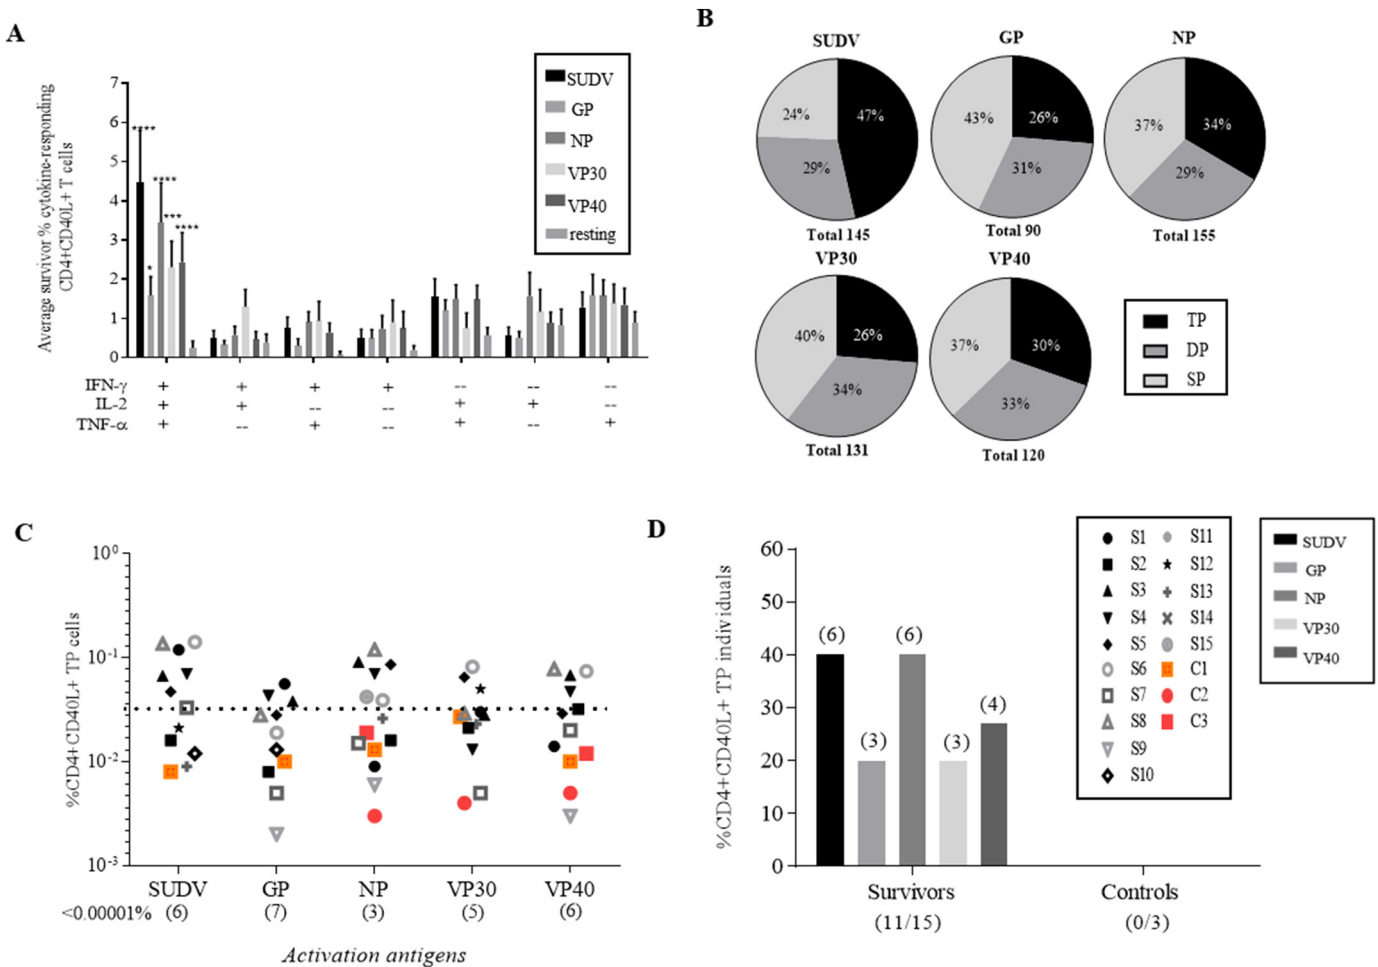 A
Average survivor % cytokine-responding
CD4+CD40L+ T cells
7
6
5
4
3
2
1
0
****
*
****
***
****
SUDV
GP
NP
VP30
VP40
resting
IFN-γ + + + + -- -- --
IL-2 + + -- -- + + --
TNF-α + -- + -- + -- +
B
SUDV
24%
47%
29%
Total 145
GP
43%
26%
31%
Total 90
NP
37%
34%
29%
Total 155
VP30
40%
26%
34%
Total 131
VP40
37%
30%
33%
Total 120
TP
DP
SP
C
%CD4+CD40L+ TP cells
10⁰
10⁻¹
10⁻²
10⁻³
SUDV GP NP VP30 VP40
<0.00001% (6) (7) (3) (5) (6)
Activation antigens
D
%CD4+CD40L+ TP individuals
60
50
40
30
20
10
0
(6)
(3)
(6)
(3)
(4)
Survivors Controls
(11/15) (0/3)
S1 S11
S2 S12
S3 S13
S4 S14
S5 S15
S6 C1
S7 C2
S8 C3
S9
S10
SUDV
GP
NP
VP30
VP40